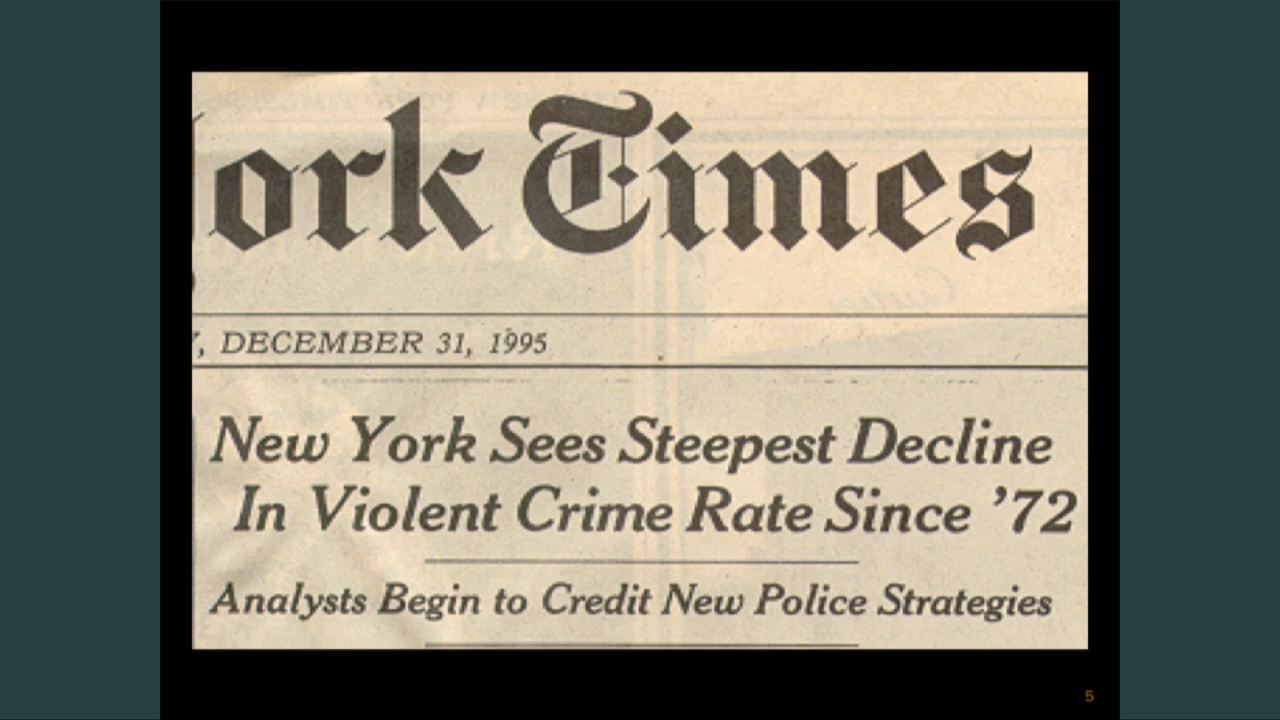 ork Times
, DECEMBER 31, 1995
New York Sees Steepest Decline
In Violent Crime Rate Since ’72
Analysts Begin to Credit New Police Strategies
5